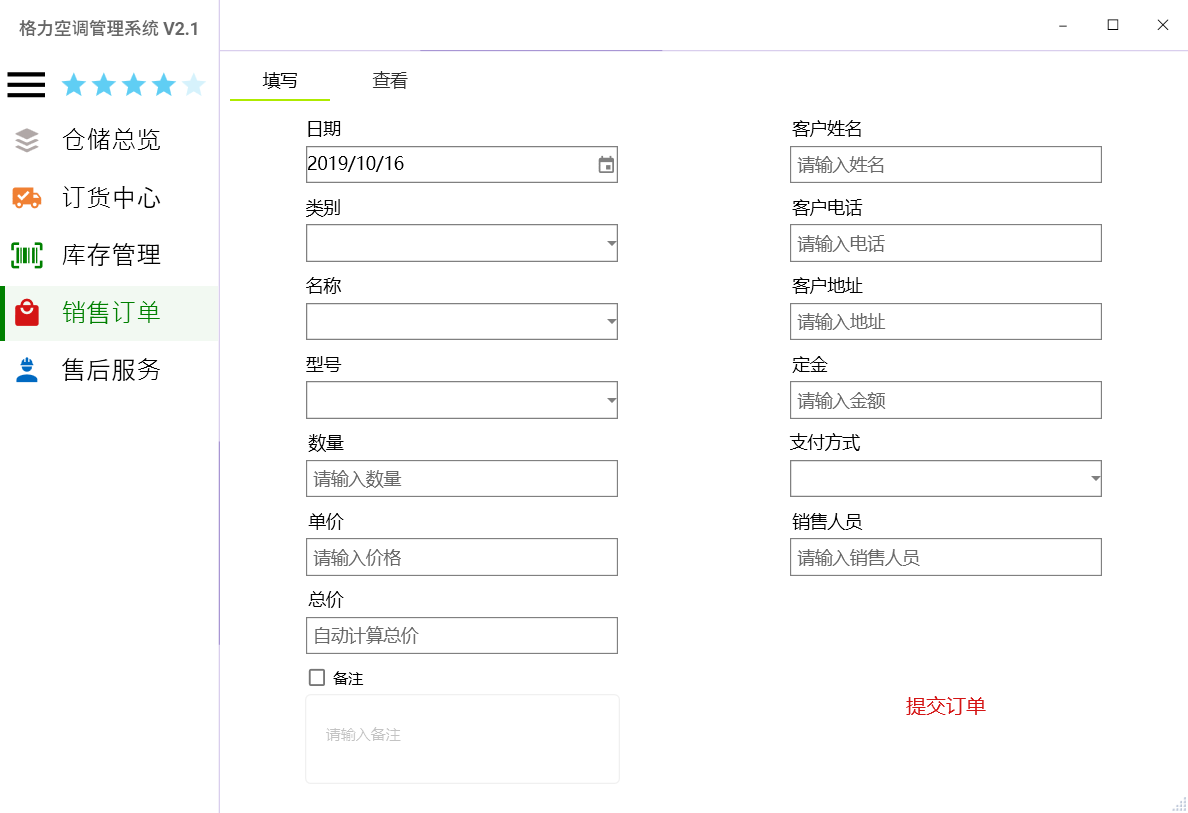 格力空调管理系统 V2.1
仓储总览
订货中心
库存管理
销售订单
售后服务
填写
查看
日期
2019/10/16
类别
名称
型号
数量
请输入数量
单价
请输入价格
总价
自动计算总价
备注
请输入备注
客户姓名
请输入姓名
客户电话
请输入电话
客户地址
请输入地址
定金
请输入金额
支付方式
销售人员
请输入销售人员
提交订单